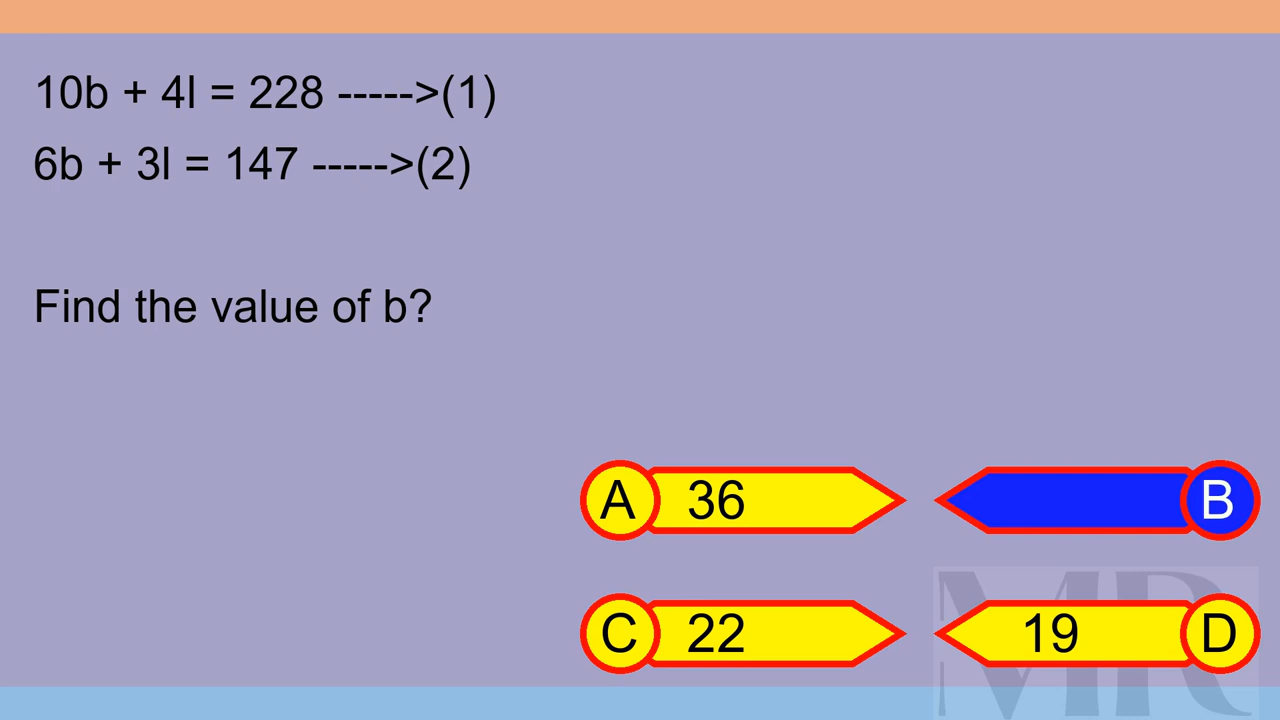 10b + 4l = 228 ----->(1)
6b + 3l = 147 ----->(2)
Find the value of b?
A 36
B
C 22
19 D
MR